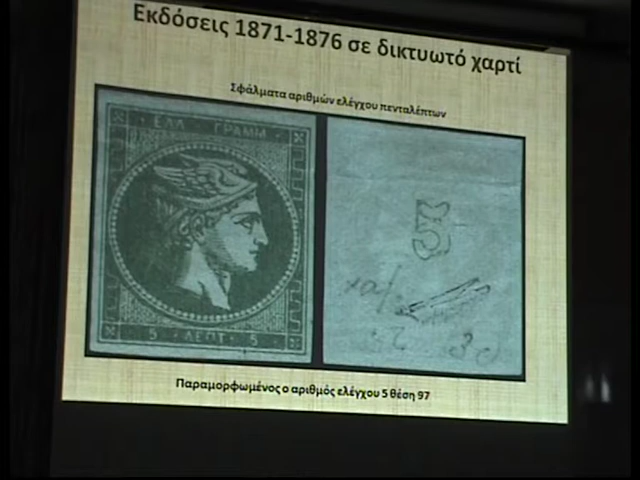 Εκδόσεις 1871-1876 σε δικτυωτό χαρτί
Σφάλματα αριθμών ελέγχου πενταλέπτων
ΕΛΛ ΓΡΑΜΜ
5 ΛΕΠΤ 5
5
Παραμορφωμένος ο αριθμός ελέγχου 5 θέση 97